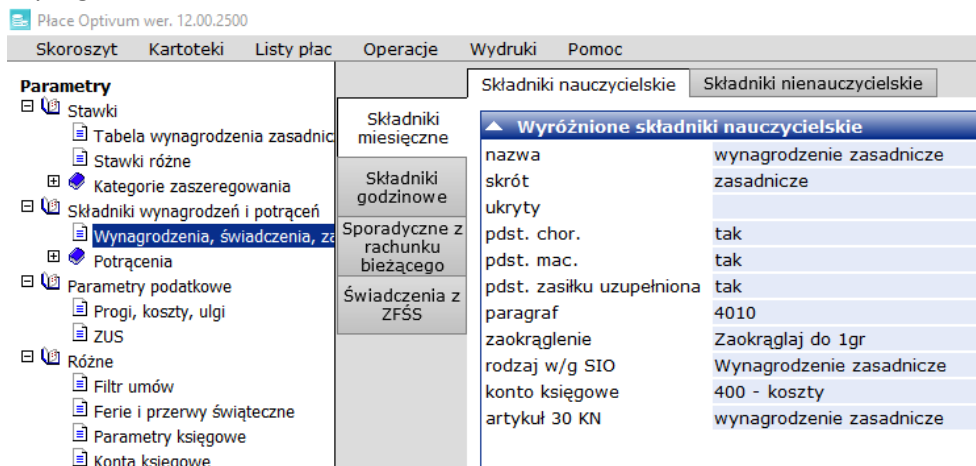 Płace Optivum wer. 12.00.2500
Skoroszyt Kartoteki Listy płac Operacje Wydruki Pomoc
Parametry
Stawki
Tabela wynagrodzenia zasadnic
Stawki różne
Kategorie zaszeregowania
Składniki wynagrodzeń i potrąceń
Wynagrodzenia, świadczenia, za
Potrącenia
Parametry podatkowe
Progi, koszty, ulgi
ZUS
Różne
Filtr umów
Ferie i przerwy świąteczne
Parametry księgowe
Konta księgowe
Składniki
miesięczne
Składniki
godzinowe
Sporadyczne z
rachunku
bieżącego
Świadczenia z
ZFŚS
Składniki nauczycielskie Składniki nienauczycielskie
Wyróżnione składniki nauczycielskie
nazwa wynagrodzenie zasadnicze
skrót zasadnicze
ukryty
pdst. chor. tak
pdst. mac. tak
pdst. zasiłku uzupełniona tak
paragraf 4010
zaokrąglenie Zaokrąglaj do 1gr
rodzaj w/g SIO Wynagrodzenie zasadnicze
konto księgowe 400 - koszty
artykuł 30 KN wynagrodzenie zasadnicze